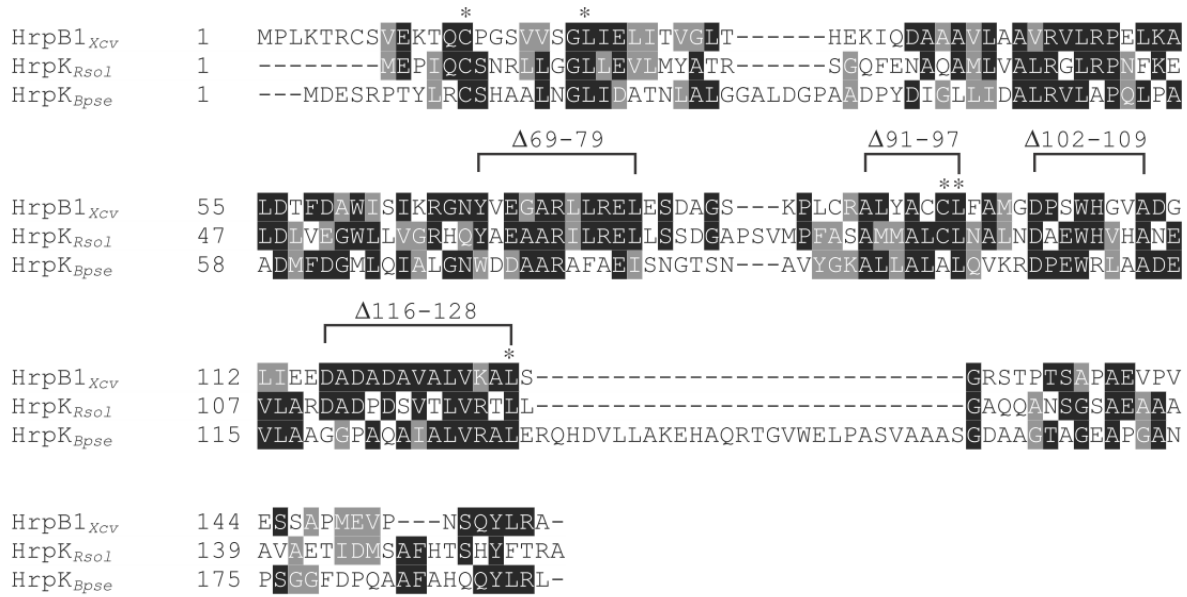 * *
HrpB1Xcv 1 MPLKTRCSVEKTQCPGSVVSGLIELITVGLT------HEKIQDAAAVLAAVRVLRPELKA
HrpKRsol 1 --------MEPIQCSNRLLGGLLEVLMYATR------SGQFENAQAMLVALRGLRPNFKE
HrpKBpse 1 ---MDESRPTYLRCSHAALNGLIDATNLALGGALDGPAADPYDIGLLIDALRVLAPQLPA
Δ69-79 Δ91-97 Δ102-109
**
HrpB1Xcv 55 LDTFDAWISIKRGNYVEGARLLRELESDAGS---KPLCRALYACCLFAMGDPSWHGVADG
HrpKRsol 47 LDLVEGWLLVGRHQYAEAARILRELLSSDGAPSVMPFASAMMALCLNALNDAEWHVHANE
HrpKBpse 58 ADMFDGMLQIALGNWDDAARAFAEISNGTSN---AVYGKALLALALQVKRDPEWRLAADE
Δ116-128
*
HrpB1Xcv 112 LIEEDADADAVALVKALS----------------------------GRSTPTSAPAEVPV
HrpKRsol 107 VLARDADPDSVTLVRTLL----------------------------GAQQANSGSAEAAA
HrpKBpse 115 VLAAGGPAQAIALVRALERQHDVLLAKEHAQRTGVWELPASVAAASGDAAGTAGEAPGAN
HrpB1Xcv 144 ESSAPMEVP---NSQYLRA-
HrpKRsol 139 AVAETIDMSAFHTSHYFTRA
HrpKBpse 175 PSGGFDPQAAFAHQQYLRL-